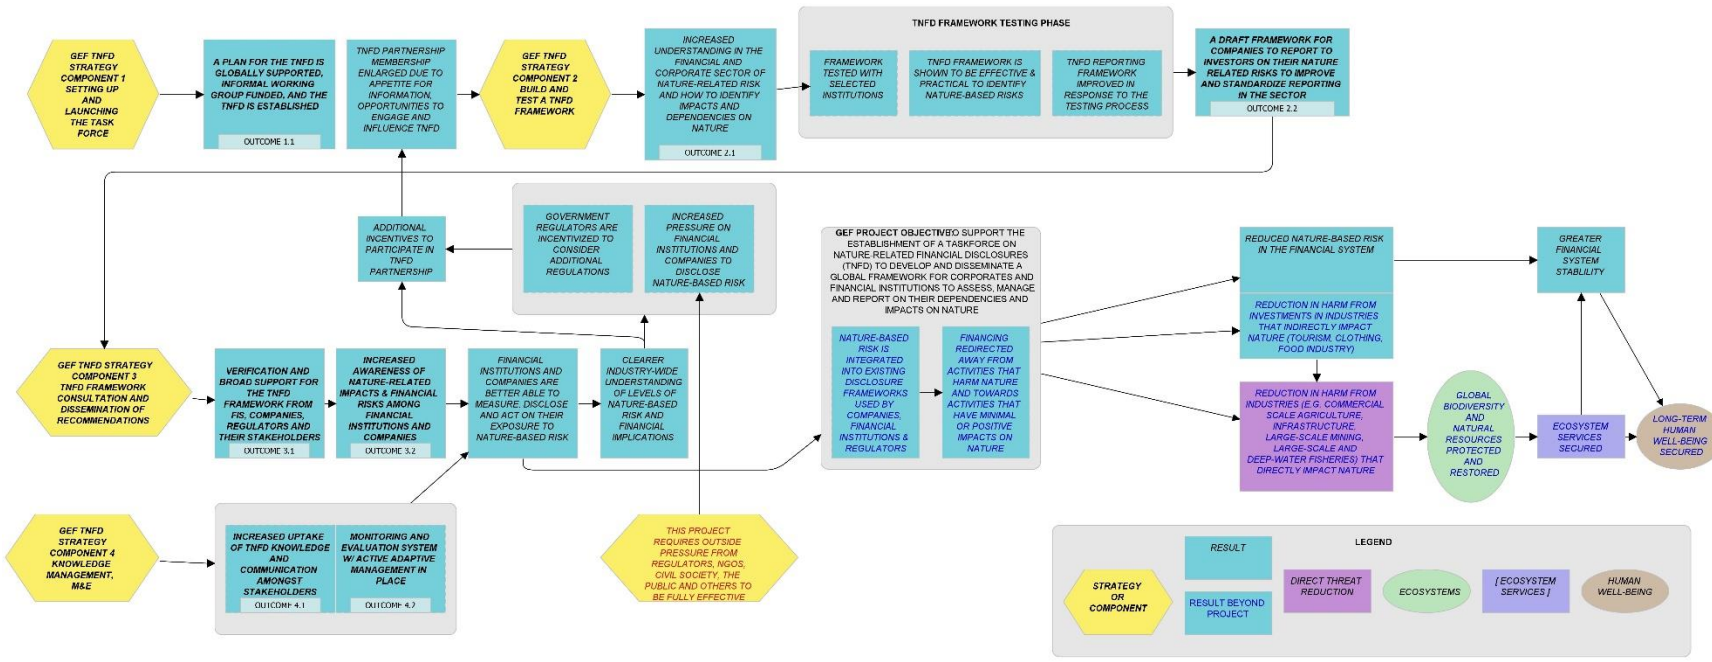 GEF TNFD
STRATEGY
COMPONENT 1
SETTING UP
AND
LAUNCHING
THE TASK
FORCE
A PLAN FOR THE TNFD IS
GLOBALLY SUPPORTED,
INFORMAL WORKING
GROUP FUNDED, AND THE
TNFD IS ESTABLISHED
OUTCOME 1.1
TNFD PARTNERSHIP
MEMBERSHIP
ENLARGED DUE TO
APPETITE FOR
INFORMATION,
OPPORTUNITIES TO
ENGAGE AND
INFLUENCE TNFD
GEF TNFD
STRATEGY
COMPONENT 2
BUILD AND
TEST A TNFD
FRAMEWORK
INCREASED
UNDERSTANDING IN THE
FINANCIAL AND
CORPORATE SECTOR OF
NATURE-RELATED RISK
AND HOW TO IDENTIFY
IMPACTS AND
DEPENDENCIES ON
NATURE
OUTCOME 2.1
TNFD FRAMEWORK TESTING PHASE
FRAMEWORK
TESTED WITH
SELECTED
INSTITUTIONS
TNFD FRAMEWORK IS
SHOWN TO BE EFFECTIVE &
PRACTICAL TO IDENTIFY
NATURE-BASED RISKS
TNFD REPORTING
FRAMEWORK
IMPROVED IN
RESPONSE TO THE
TESTING PROCESS
A DRAFT FRAMEWORK FOR
COMPANIES TO REPORT TO
INVESTORS ON THEIR NATURE
RELATED RISKS TO IMPROVE
AND STANDARDIZE REPORTING
IN THE SECTOR
OUTCOME 2.2
ADDITIONAL
INCENTIVES TO
PARTICIPATE IN
TNFD
PARTNERSHIP
GOVERNMENT
REGULATORS ARE
INCENTIVIZED TO
CONSIDER
ADDITIONAL
REGULATIONS
INCREASED
PRESSURE ON
FINANCIAL
INSTITUTIONS AND
COMPANIES TO
DISCLOSE
NATURE-BASED RISK
GEF PROJECT OBJECTIVE: TO SUPPORT THE
ESTABLISHMENT OF A TASKFORCE ON
NATURE-RELATED FINANCIAL DISCLOSURES
(TNFD) TO DEVELOP AND DISSEMINATE A
GLOBAL FRAMEWORK FOR CORPORATES AND
FINANCIAL INSTITUTIONS TO ASSESS, MANAGE
AND REPORT ON THEIR DEPENDENCIES AND
IMPACTS ON NATURE
NATURE-BASED
RISK IS
INTEGRATED
INTO EXISTING
DISCLOSURE
FRAMEWORKS
USED BY
COMPANIES,
FINANCIAL
INSTITUTIONS &
REGULATORS
FINANCING
REDIRECTED
AWAY FROM
ACTIVITIES THAT
HARM NATURE
AND TOWARDS
ACTIVITIES THAT
HAVE MINIMAL
OR POSITIVE
IMPACTS ON
NATURE
REDUCED NATURE-BASED RISK
IN THE FINANCIAL SYSTEM
GREATER
FINANCIAL
SYSTEM
STABLILITY
REDUCTION IN HARM FROM
INVESTMENTS IN INDUSTRIES
THAT INDIRECTLY IMPACT
NATURE (TOURISM, CLOTHING,
FOOD INDUSTRY)
REDUCTION IN HARM FROM
INDUSTRIES (E.G. COMMERCIAL
SCALE AGRICULTURE,
INFRASTRUCTURE,
LARGE-SCALE MINING,
LARGE-SCALE AND
DEEP-WATER FISHERIES) THAT
DIRECTLY IMPACT NATURE
GLOBAL
BIODIVERSITY
AND
NATURAL
RESOURCES
PROTECTED
AND
RESTORED
ECOSYSTEM
SERVICES
SECURED
LONG-TERM
HUMAN
WELL-BEING
SECURED
GEF TNFD STRATEGY
COMPONENT 3
TNFD FRAMEWORK
CONSULTATION AND
DISSEMINATION OF
RECOMMENDATIONS
VERIFICATION AND
BROAD SUPPORT FOR
THE TNFD
FRAMEWORK FROM
FIS, COMPANIES,
REGULATORS AND
THEIR STAKEHOLDERS
OUTCOME 3.1
INCREASED
AWARENESS OF
NATURE-RELATED
IMPACTS & FINANCIAL
RISKS AMONG
FINANCIAL
INSTITUTIONS AND
COMPANIES
OUTCOME 3.2
FINANCIAL
INSTITUTIONS AND
COMPANIES ARE
BETTER ABLE TO
MEASURE, DISCLOSE
AND ACT ON THEIR
EXPOSURE TO
NATURE-BASED RISK
CLEARER
INDUSTRY-WIDE
UNDERSTANDING
OF LEVELS OF
NATURE-BASED
RISK AND
FINANCIAL
IMPLICATIONS
GEF TNFD
STRATEGY
COMPONENT 4
KNOWLEDGE
MANAGEMENT,
M&E
INCREASED UPTAKE
OF TNFD KNOWLEDGE
AND
COMMUNICATION
AMONGST
STAKEHOLDERS
OUTCOME 4.1
MONITORING AND
EVALUATION SYSTEM
W/ ACTIVE ADAPTIVE
MANAGEMENT IN
PLACE
OUTCOME 4.2
THIS PROJECT
REQUIRES OUTSIDE
PRESSURE FROM
REGULATORS, NGOS,
CIVIL SOCIETY, THE
PUBLIC AND OTHERS TO
BE FULLY EFFECTIVE
LEGEND
STRATEGY
OR
COMPONENT
RESULT
RESULT BEYOND
PROJECT
DIRECT THREAT
REDUCTION
ECOSYSTEMS
[ ECOSYSTEM
SERVICES ]
HUMAN
WELL-BEING